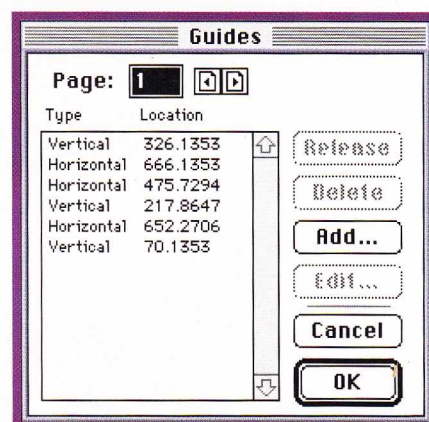 Guides
Page: 1
Type Location
Vertical 326.1353
Horizontal 666.1353
Horizontal 475.7294
Vertical 217.8647
Horizontal 652.2706
Vertical 70.1353
Release
Delete
Add...
Edit...
Cancel
OK